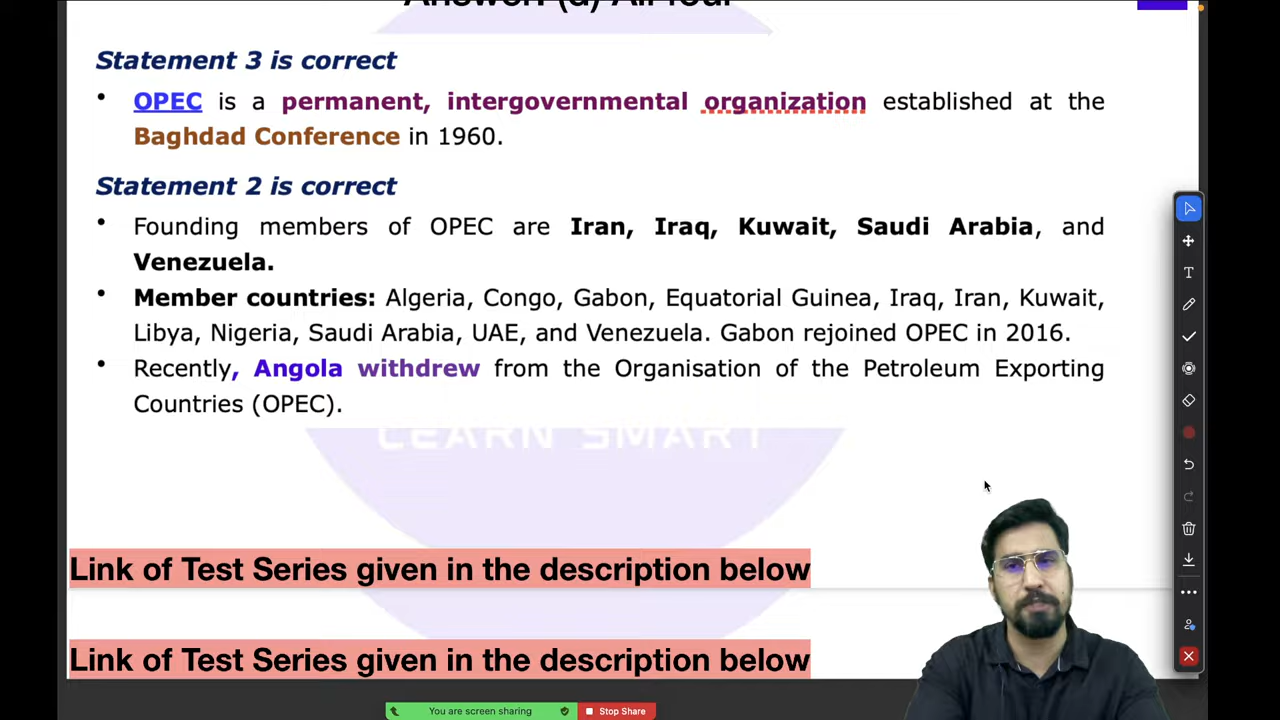 Answer: (d) All four
Statement 3 is correct
• OPEC is a permanent, intergovernmental organization established at the
Baghdad Conference in 1960.
Statement 2 is correct
• Founding members of OPEC are Iran, Iraq, Kuwait, Saudi Arabia, and
Venezuela.
• Member countries: Algeria, Congo, Gabon, Equatorial Guinea, Iraq, Iran, Kuwait,
Libya, Nigeria, Saudi Arabia, UAE, and Venezuela. Gabon rejoined OPEC in 2016.
• Recently, Angola withdrew from the Organisation of the Petroleum Exporting
Countries (OPEC).
LEARN SMART
Link of Test Series given in the description below
Link of Test Series given in the description below
T
You are screen sharing
Stop Share